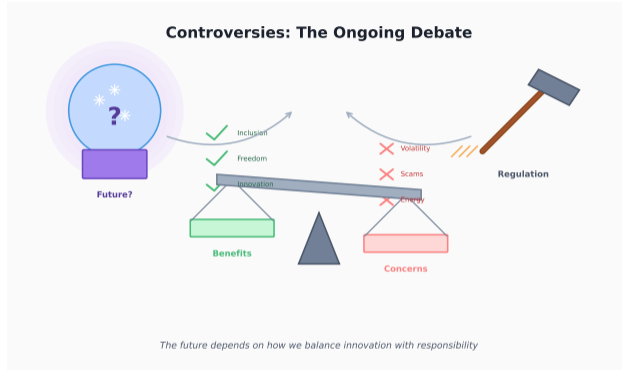 Controversies: The Ongoing Debate
?
Future?
Inclusion
Freedom
Innovation
Benefits
Volatility
Scams
Energy
Concerns
Regulation
The future depends on how we balance innovation with responsibility